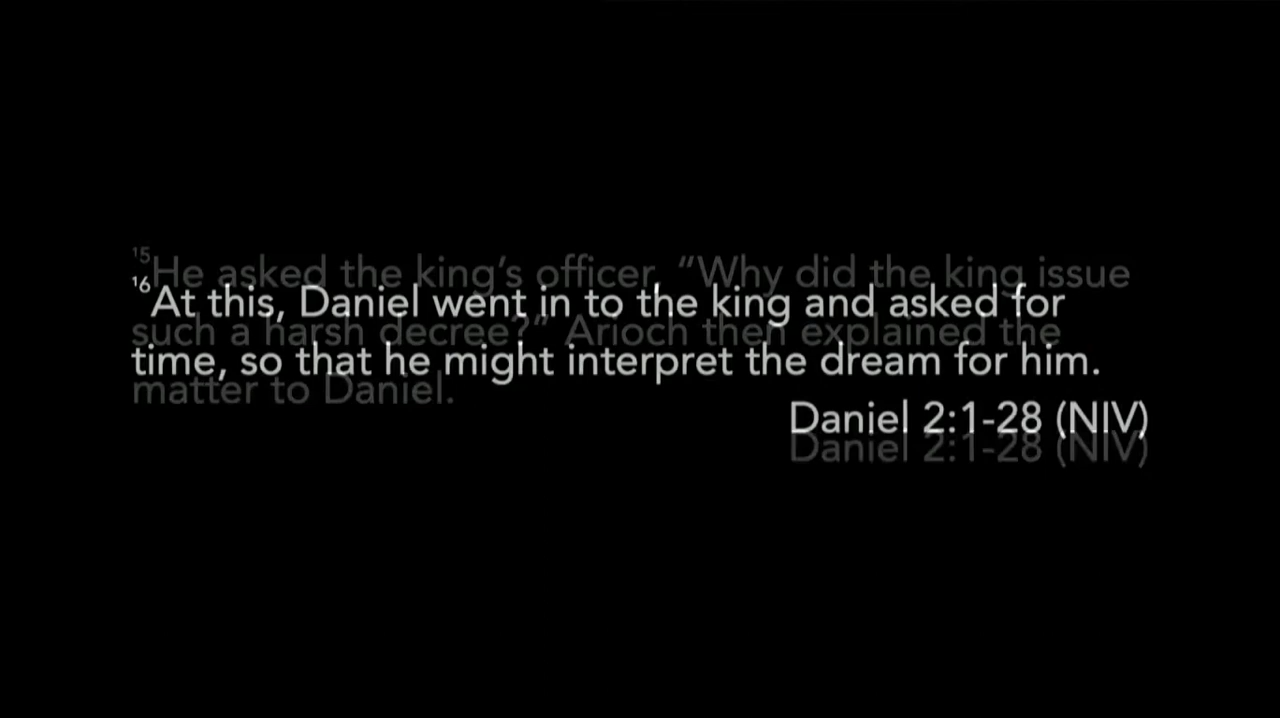 15He asked the king's officer, “Why did the king issue
such a harsh decree?” Arioch then explained the
matter to Daniel.
Daniel 2:1-28 (NIV)
16At this, Daniel went in to the king and asked for
time, so that he might interpret the dream for him.
Daniel 2:1-28 (NIV)